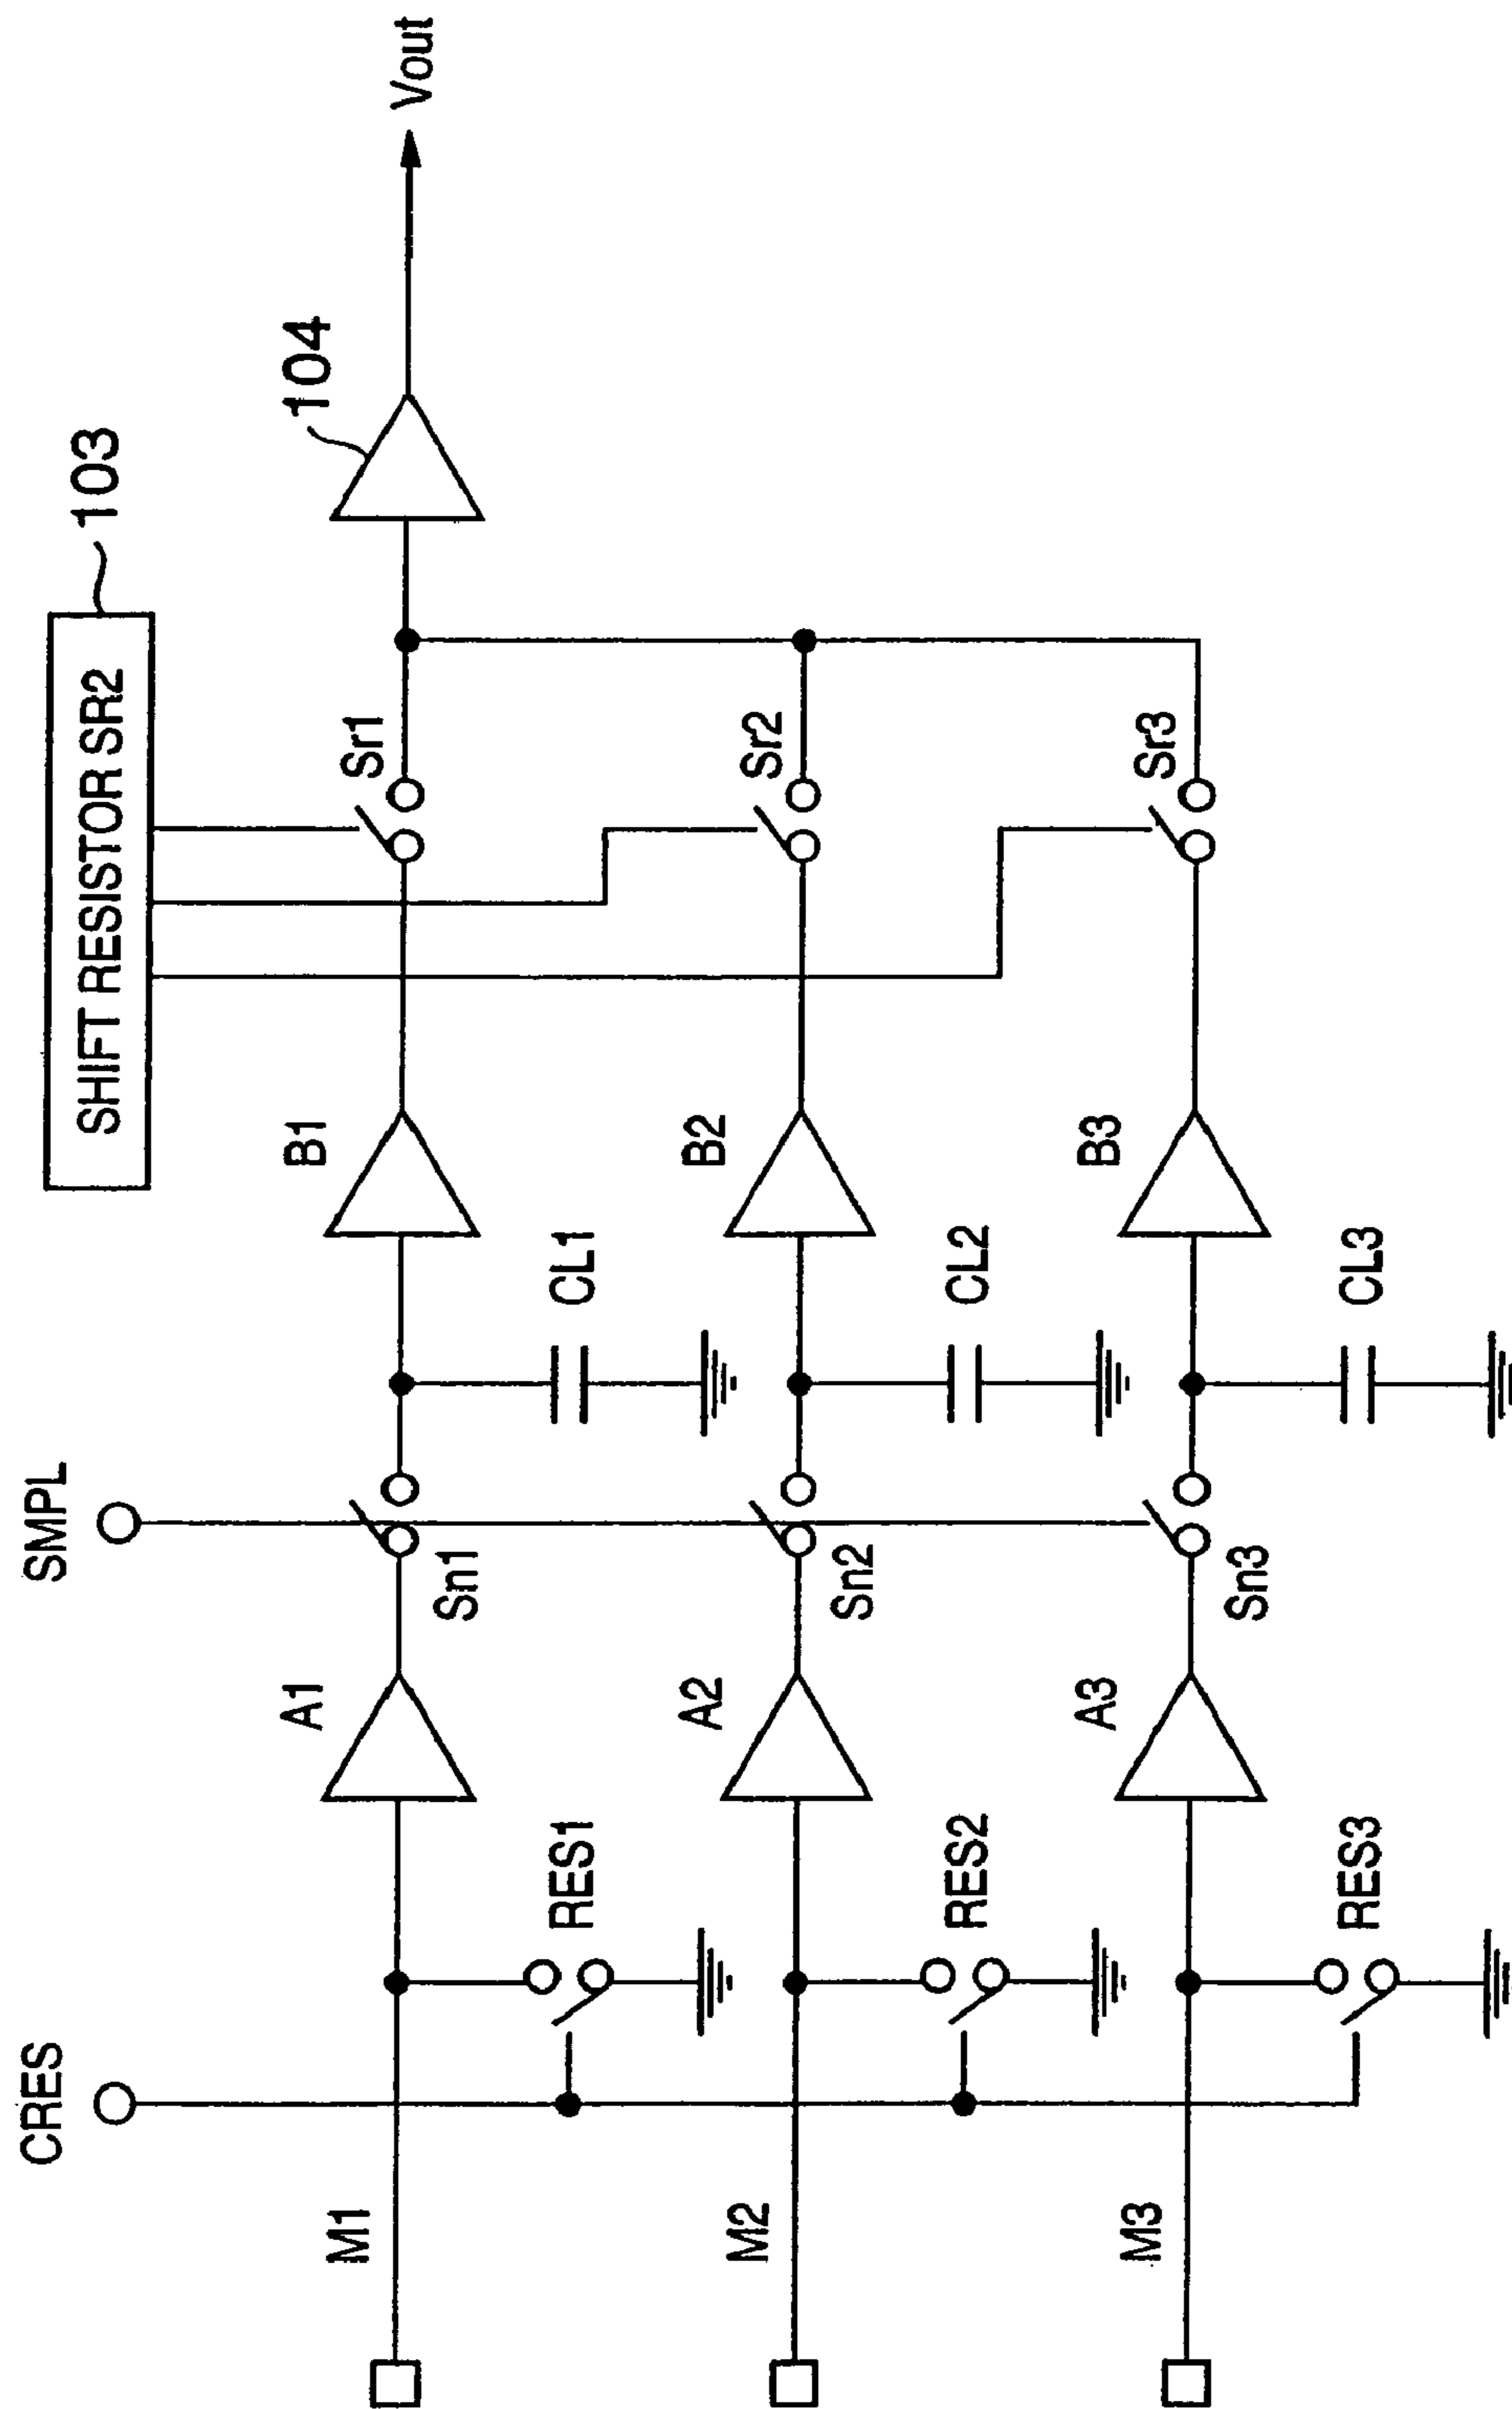 SHIFT RESISTOR SR2
103
104
Vout
CRES
SMPL
M1
RES1
A1
Sn1
CL1
B1
Sr1
M2
RES2
A2
Sn2
CL2
B2
Sr2
M3
RES3
A3
Sn3
CL3
B3
Sr3